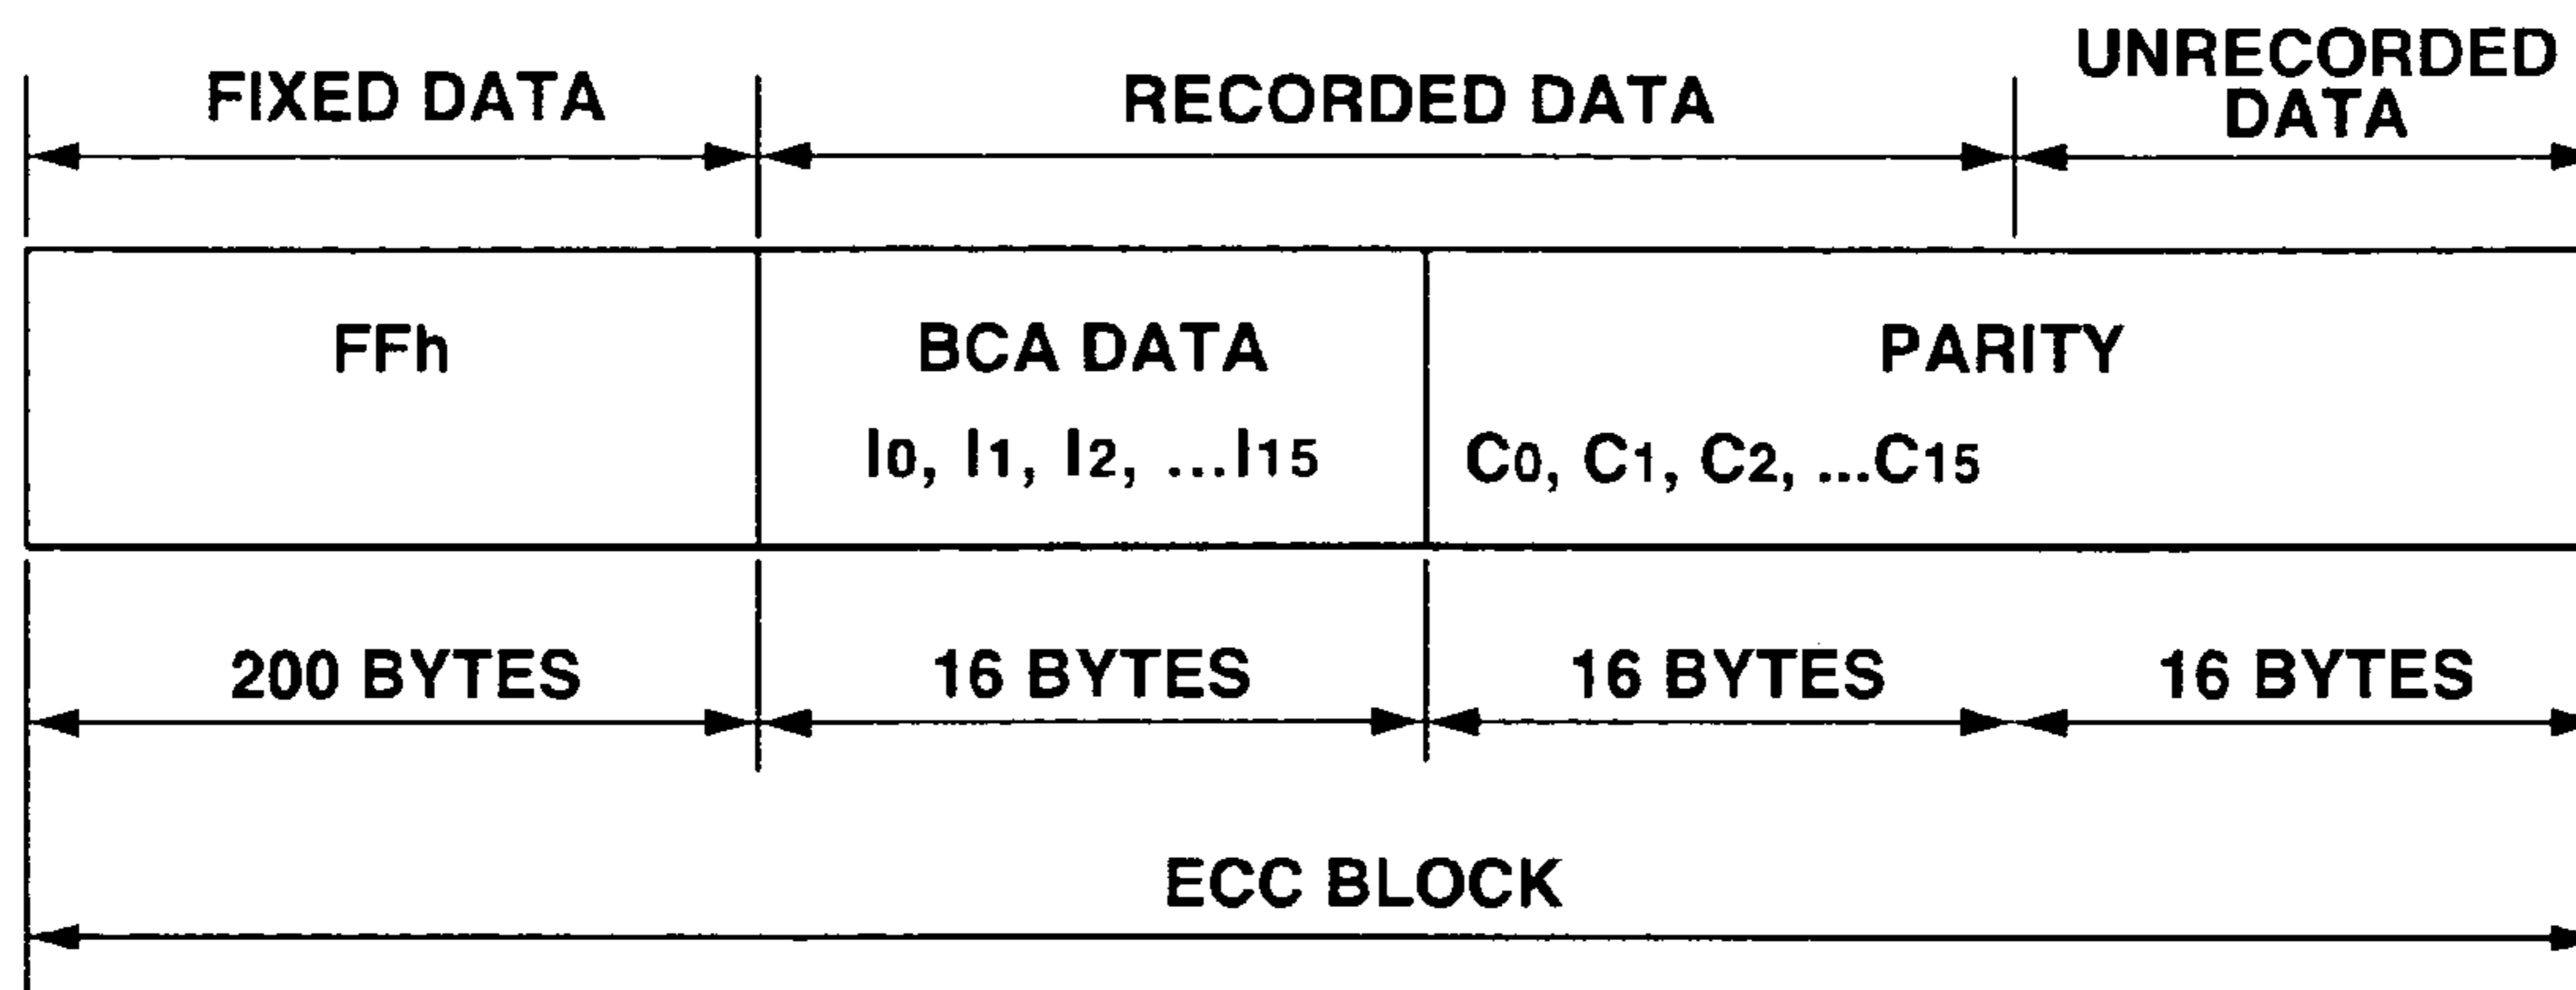 FIXED DATA
RECORDED DATA
UNRECORDED
DATA
FFh
BCA DATA
PARITY
I0, I1, I2, ...I15
C0, C1, C2, ...C15
200 BYTES
16 BYTES
16 BYTES
16 BYTES
ECC BLOCK